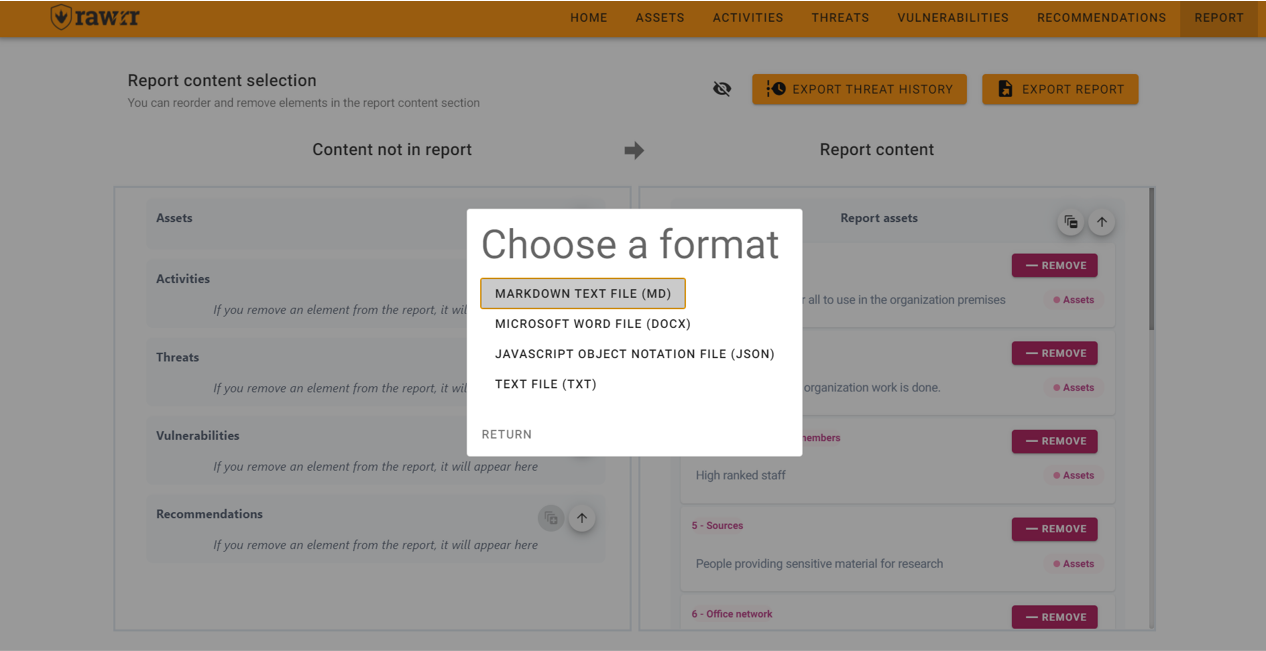 rawrr
HOME ASSETS ACTIVITIES THREATS VULNERABILITIES RECOMMENDATIONS REPORT
Report content selection
You can reorder and remove elements in the report content section
EXPORT THREAT HISTORY
EXPORT REPORT
Content not in report
Report content
Assets
Activities
If you remove an element from the report, it will
Threats
If you remove an element from the report, it will
Vulnerabilities
If you remove an element from the report, it will appear here
Recommendations
If you remove an element from the report, it will appear here
Choose a format
MARKDOWN TEXT FILE (MD)
MICROSOFT WORD FILE (DOCX)
JAVASCRIPT OBJECT NOTATION FILE (JSON)
TEXT FILE (TXT)
RETURN
Report assets
REMOVE
all to use in the organization premises
Assets
REMOVE
organization work is done.
Assets
members
REMOVE
High ranked staff
Assets
5 - Sources
REMOVE
People providing sensitive material for research
Assets
6 - Office network
REMOVE